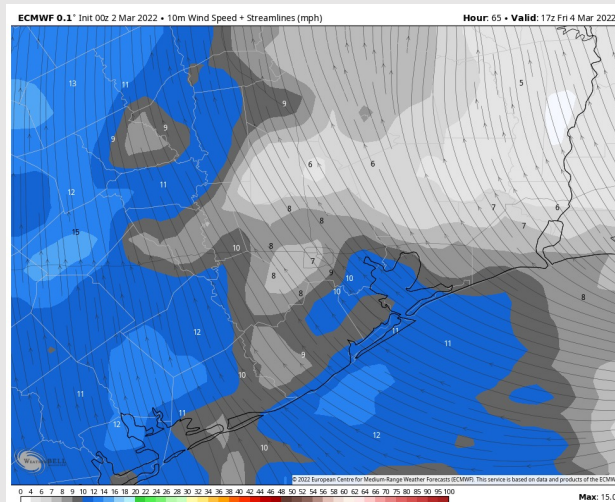 ECMWF 0.1° Init 00z 2 Mar 2022 • 10m Wind Speed + Streamlines (mph) Hour: 65 • Valid: 17z Fri 4 Mar 2022
13 11 5
9
9 9
6 6
12 11
8 7 6
15 8 7
10 8
7 9
8 10
8 10 8
12 11 11
9
10
11
12 11
12
10
WeatherBELL
© 2022 European Centre for Medium-Range Weather Forecasts (ECMWF). This service is based on data and products of the ECM
0 4 6 7 8 9 10 12 14 16 18 20 22 24 26 28 30 32 34 36 38 40 42 44 46 48 50 52 54 56 58 60 62 64 66 70 75 80 85 90 95 100
Max: 15.